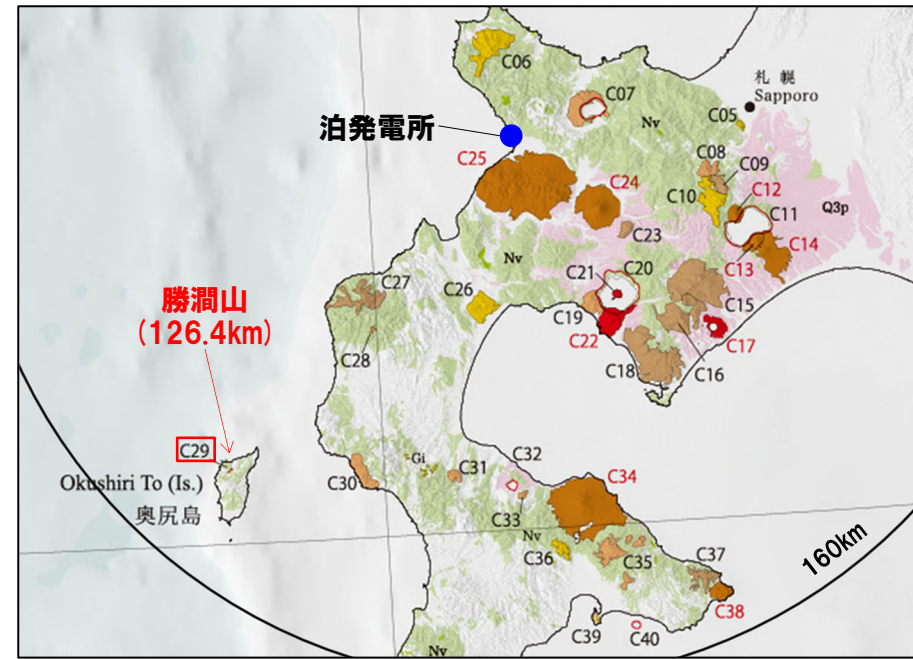 C06
C07
札幌
Sapporo
泊発電所
Nv
C05
C25
C08
C09
C24
C10
C12
C11
Q3p
C23
C14
C13
Nv
C21
C20
C27
C26
C15
勝澗山
(126.4km)
C19
C22
C17
C28
C18
C16
C29
C32
Gi
C31
C34
Okushiri To (Is.)
C30
奥尻島
C33
Nv
C36
C35
C37
160km
C38
C39
C40
Nv